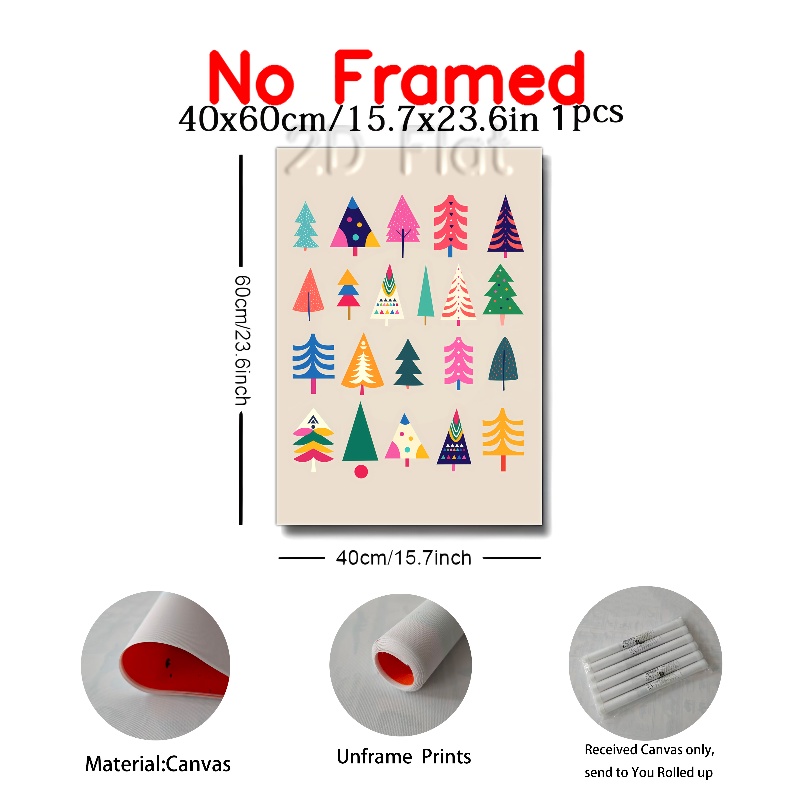 No Framed
40x60cm/15.7x23.6in 1pcs
2D Flat
60cm/23.6inch
40cm/15.7inch
Material:Canvas
Unframe Prints
Received Canvas only,
send to You Rolled up